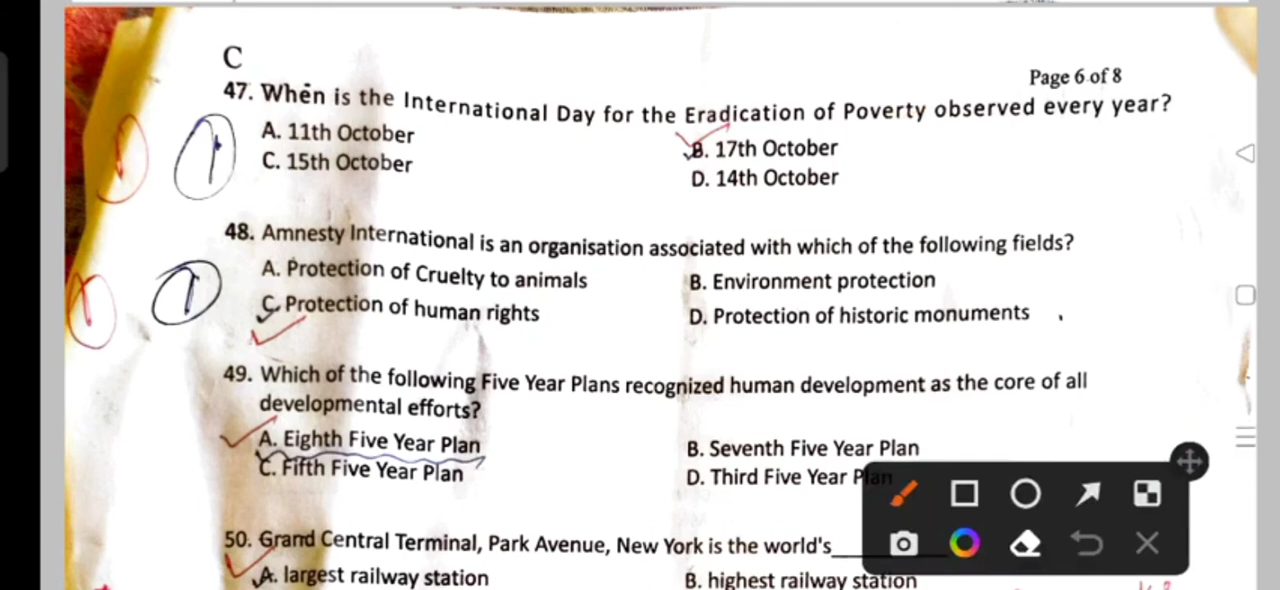 C
Page 6 of 8
47. When is the International Day for the Eradication of Poverty observed every year?
A. 11th October
B. 17th October
C. 15th October
D. 14th October
48. Amnesty International is an organisation associated with which of the following fields?
A. Protection of Cruelty to animals
B. Environment protection
C. Protection of human rights
D. Protection of historic monuments
49. Which of the following Five Year Plans recognized human development as the core of all
developmental efforts?
A. Eighth Five Year Plan
B. Seventh Five Year Plan
C. Fifth Five Year Plan
D. Third Five Year Plan
50. Grand Central Terminal, Park Avenue, New York is the world's
A. largest railway station
B. highest railway station